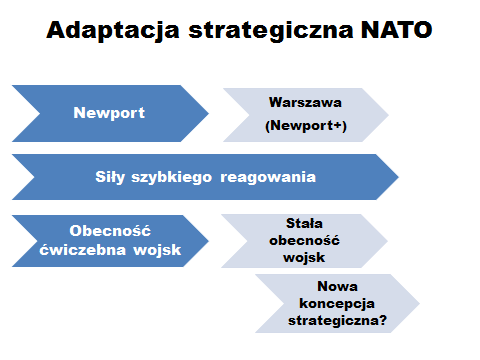 Adaptacja strategiczna NATO
Newport
Warszawa
(Newport+)
Siły szybkiego reagowania
Obecność
ćwiczebna wojsk
Stała
obecność
wojsk
Nowa
koncepcja
strategiczna?